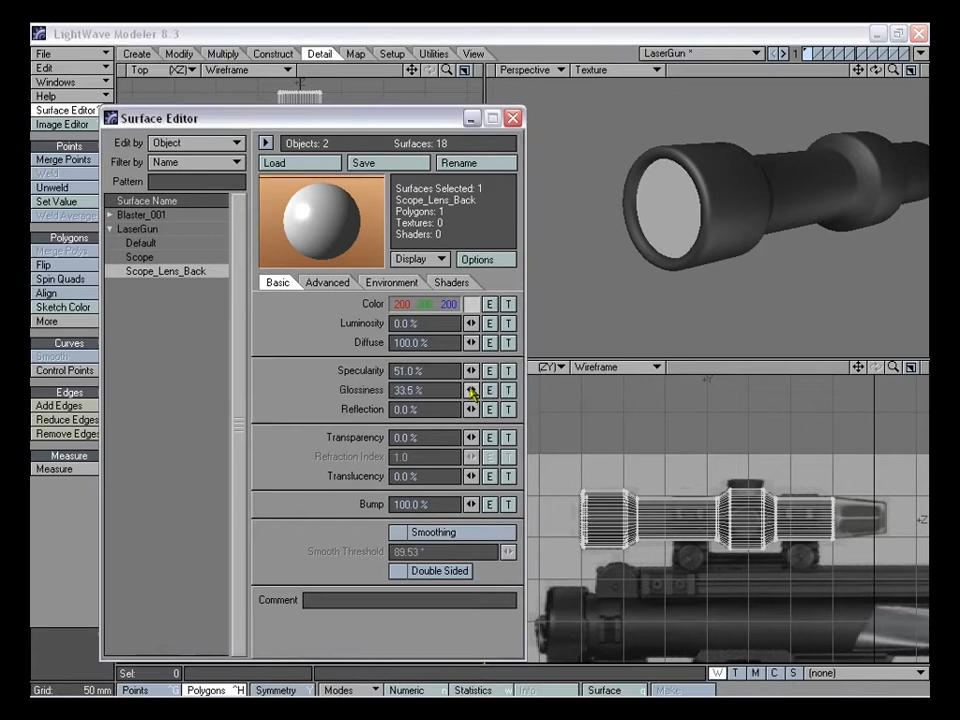 LightWave Modeler 8.3
File
Create Modify Multiply Construct Detail Map Setup Utilities View
LaserGun *
1
Edit
Top (XZ) Wireframe
Perspective Texture
Windows
Help
Surface Editor
Image Editor
Points
Merge Points
Weld
Unweld
Set Value
Weld Average
Polygons
Merge Polys
Flip
Spin Quads
Align
Sketch Color
More
Curves
Smooth
Control Points
Edges
Add Edges
Reduce Edges
Remove Edges
Measure
Measure
Surface Editor
Edit by Object
Filter by Name
Pattern
Surface Name
Blaster_001
LaserGun
Default
Scope
Scope_Lens_Back
Objects: 2 Surfaces: 18
Load Save Rename
Surfaces Selected: 1
Scope_Lens_Back
Polygons: 1
Textures: 0
Shaders: 0
Display Options
Basic Advanced Environment Shaders
Color 200 200 200 E T
Luminosity 0.0 % E T
Diffuse 100.0 % E T
Specularity 51.0 % E T
Glossiness 33.5 % E T
Reflection 0.0 % E T
Transparency 0.0 % E T
Refraction Index 1.0 E T
Translucency 0.0 % E T
Bump 100.0 % E T
Smoothing
Smooth Threshold 89.53 °
Double Sided
Comment
(ZY) Wireframe
+Y
+Z
Sel: 0
W T M C S (none)
Grid: 50 mm Points ^G Polygons ^H Symmetry Y Modes Numeric n Statistics w Info i Surface q Make